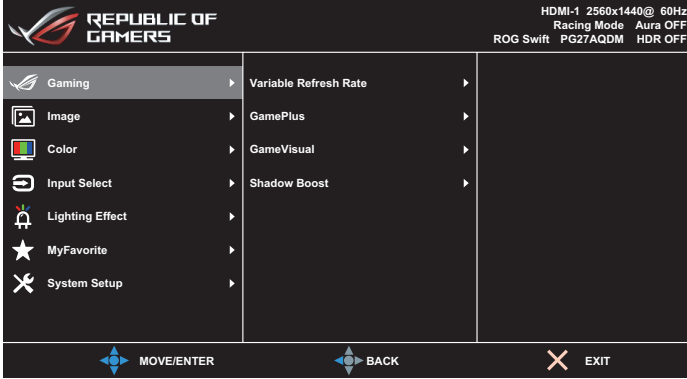 REPUBLIC OF
GAMERS
HDMI-1 2560x1440@ 60Hz
Racing Mode Aura OFF
ROG Swift PG27AQDM HDR OFF
Gaming
Image
Color
Input Select
Lighting Effect
MyFavorite
System Setup
Variable Refresh Rate
GamePlus
GameVisual
Shadow Boost
MOVE/ENTER
BACK
EXIT